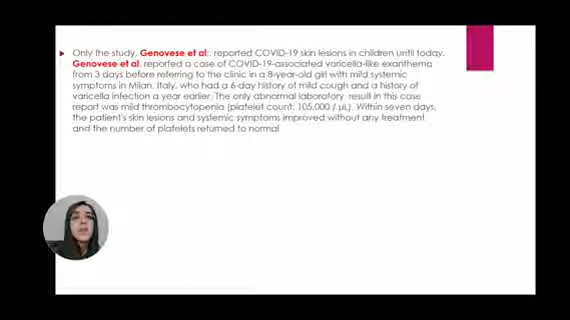 Only the study, Genovese et al;. reported COVID-19 skin lesions in children until today.
Genovese et al. reported a case of COVID-19-associated varicella-like exanthema
from 3 days before referring to the clinic in a 8-year-old girl with mild systemic
symptoms in Milan, Italy, who had a 6-day history of mild cough and a history of
varicella infection a year earlier. The only abnormal laboratory result in this case
report was mild thrombocytopenia (platelet count: 105,000 / μL). Within seven days,
the patient's skin lesions and systemic symptoms improved without any treatment
and the number of platelets returned to normal